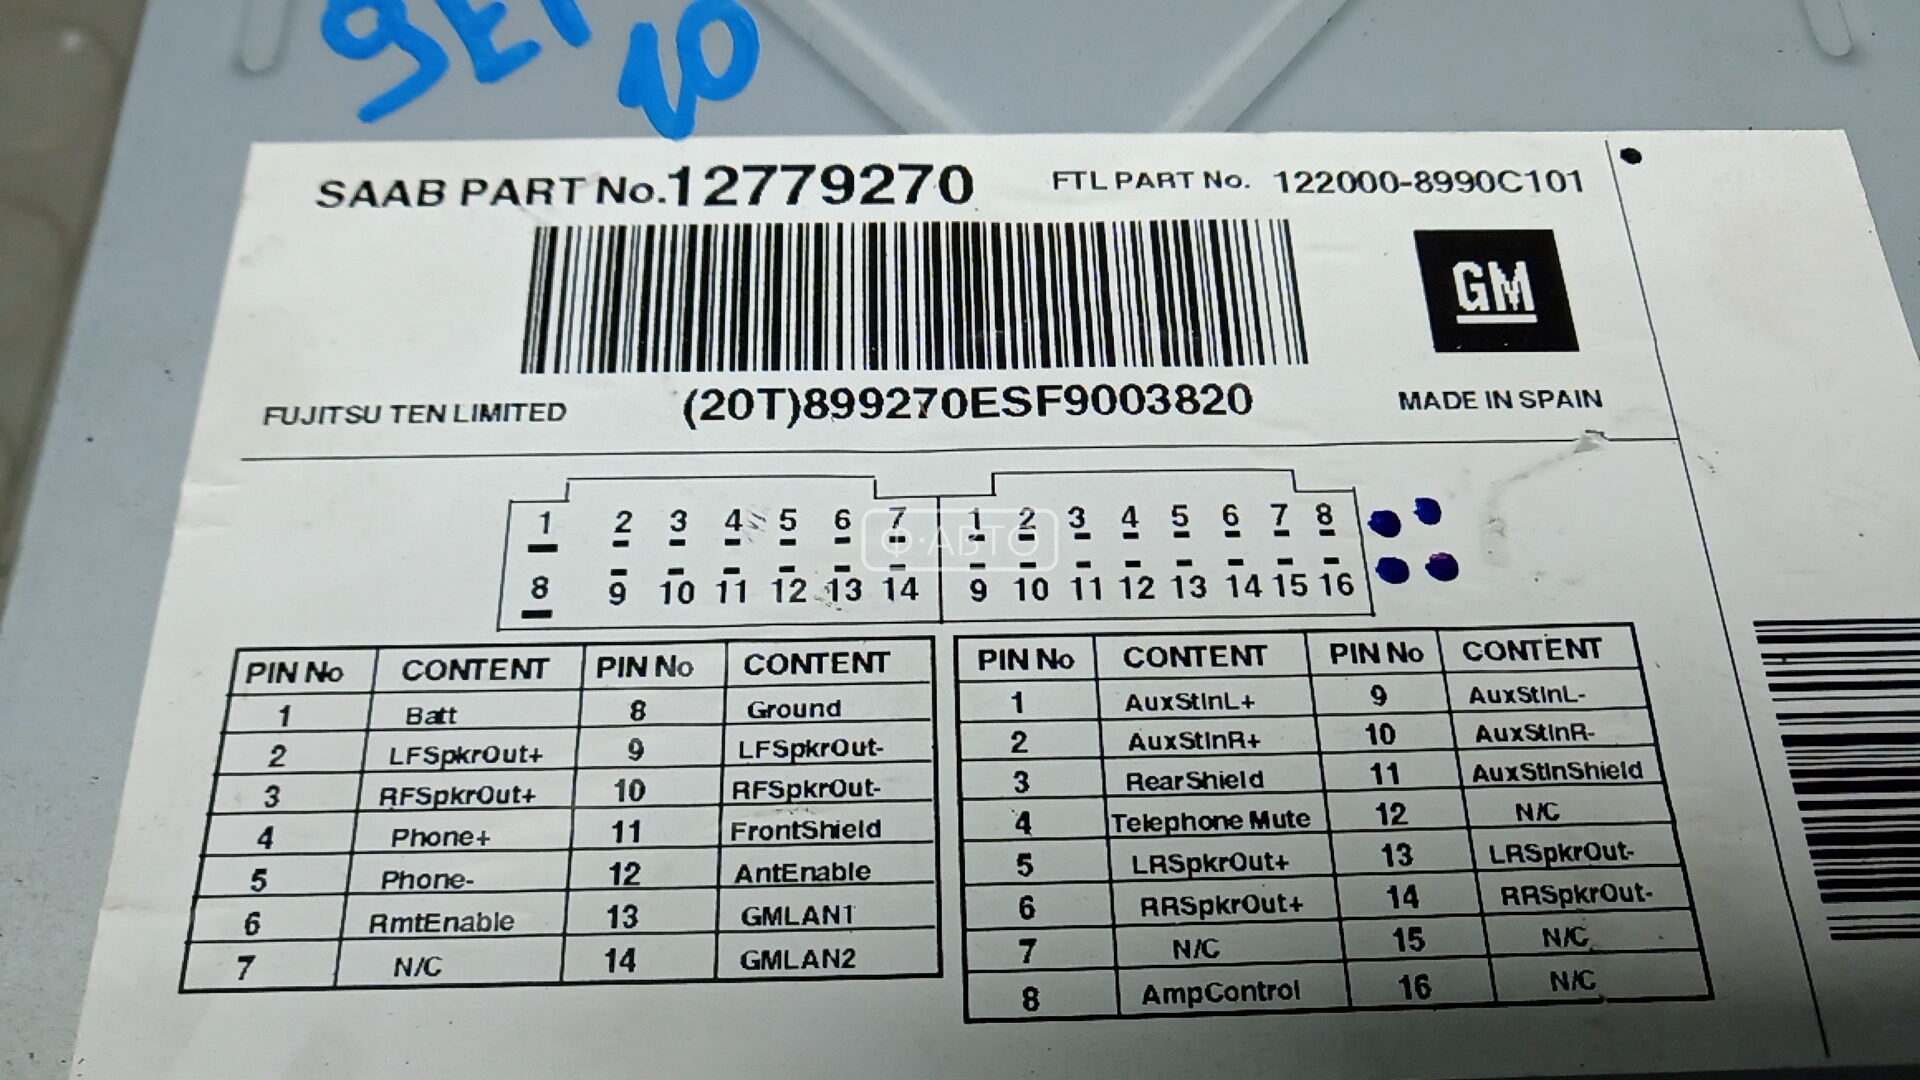 10
SAAB PART No.12779270 FTL PART No. 122000-8990C101
GM
FUJITSU TEN LIMITED (20T)899270ESF9003820 MADE IN SPAIN
1 2 3 4 5 6 7 1 2 3 4 5 6 7 8
8 9 10 11 12 13 14 9 10 11 12 13 14 15 16
Ф·АВТО
PIN No CONTENT PIN No CONTENT
1 Batt 8 Ground
2 LFSpkrOut+ 9 LFSpkrOut-
3 RFSpkrOut+ 10 RFSpkrOut-
4 Phone+ 11 FrontShield
5 Phone- 12 AntEnable
6 RmtEnable 13 GMLAN1
7 N/C 14 GMLAN2
PIN No CONTENT PIN No CONTENT
1 AuxStInL+ 9 AuxStInL-
2 AuxStInR+ 10 AuxStInR-
3 RearShield 11 AuxStInShield
4 Telephone Mute 12 N/C
5 LRSpkrOut+ 13 LRSpkrOut-
6 RRSpkrOut+ 14 RRSpkrOut-
7 N/C 15 N/C
8 AmpControl 16 N/C